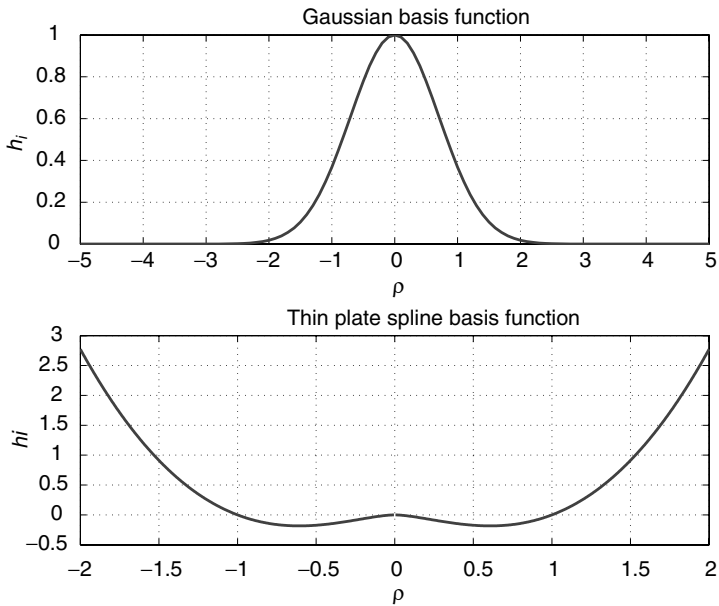 Gaussian basis function
1
0.8
0.6
0.4
0.2
0
h_i
−5 −4 −3 −2 −1 0 1 2 3 4 5
ρ
Thin plate spline basis function
3
2.5
2
1.5
1
0.5
0
−0.5
hi
−2 −1.5 −1 −0.5 0 0.5 1 1.5 2
ρ